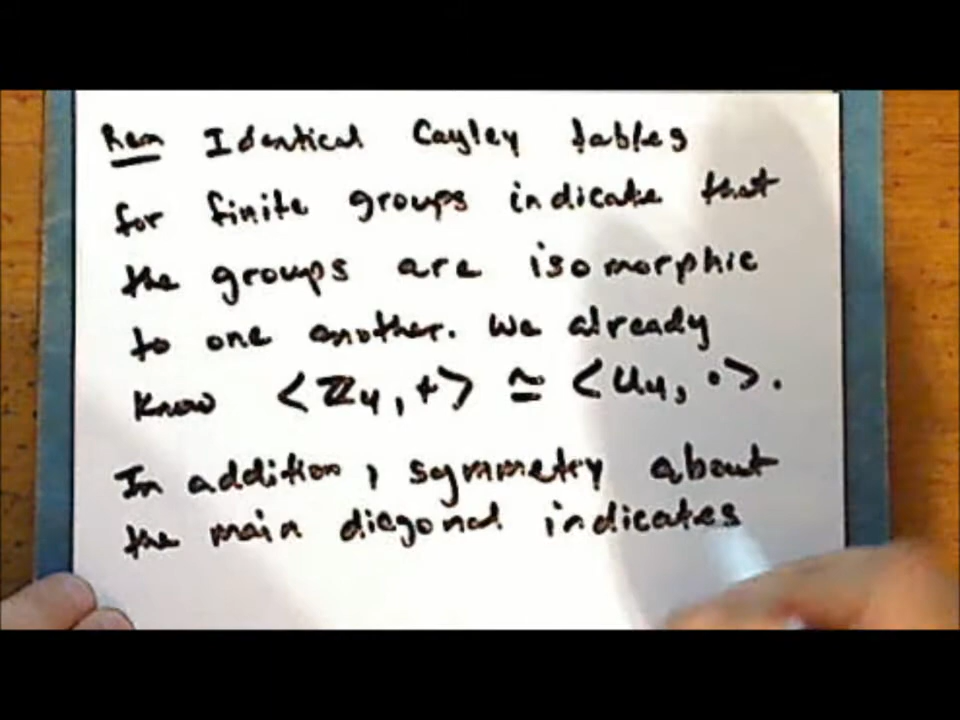 Rem Identical Cayley tables
for finite groups indicate that
the groups are isomorphic
to one another. We already
know <ℤ₄, +> ≃ <U₄, ·>.
In addition, symmetry about
the main diagonal indicates